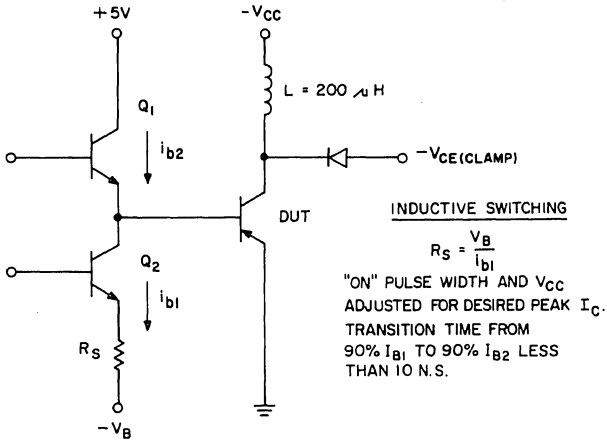 +5V
-VCC
L = 200 μH
Q1
ib2
-VCE(CLAMP)
DUT
INDUCTIVE SWITCHING
RS = VB
ib1
Q2
ib1
"ON" PULSE WIDTH AND VCC
ADJUSTED FOR DESIRED PEAK IC.
TRANSITION TIME FROM
90% IB1 TO 90% IB2 LESS
THAN 10 N.S.
RS
-VB